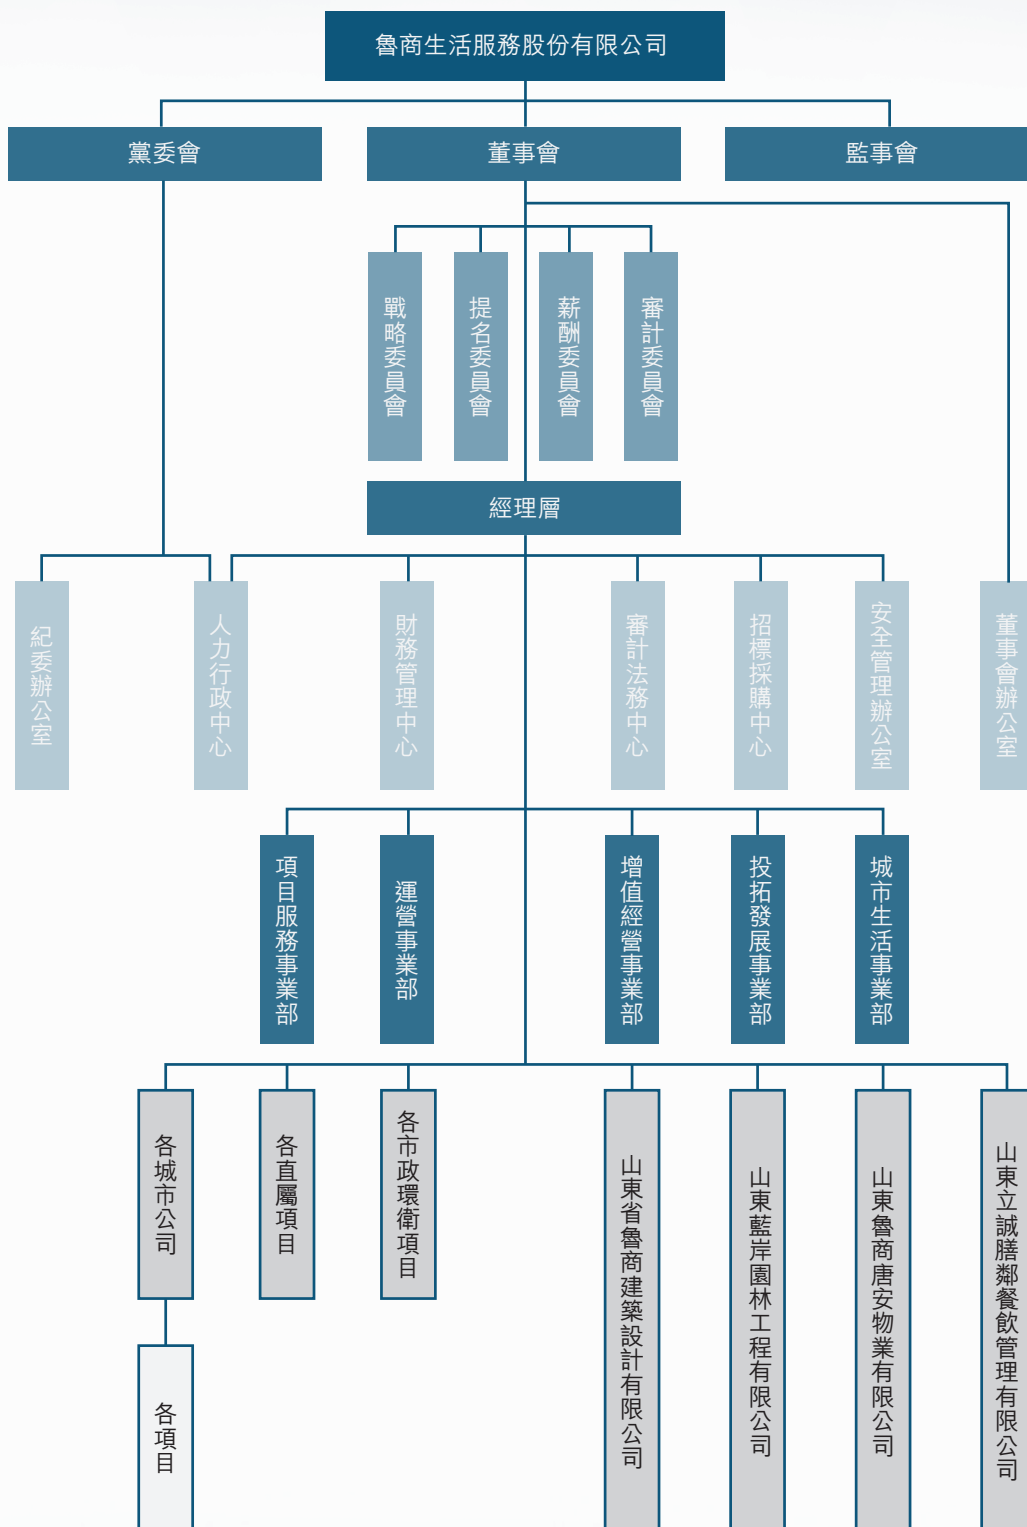 魯商生活服務股份有限公司
黨委會
董事會
監事會
戰略委員會
提名委員會
薪酬委員會
審計委員會
經理層
紀委辦公室
人力行政中心
財務管理中心
審計法務中心
招標採購中心
安全管理辦公室
董事會辦公室
項目服務事業部
運營事業部
增值經營事業部
投拓發展事業部
城市生活事業部
各城市公司
各直屬項目
各市政環衛項目
山東省魯商建築設計有限公司
山東藍岸園林工程有限公司
山東魯商唐安物業有限公司
山東立誠膳鄰餐飲管理有限公司
各項目